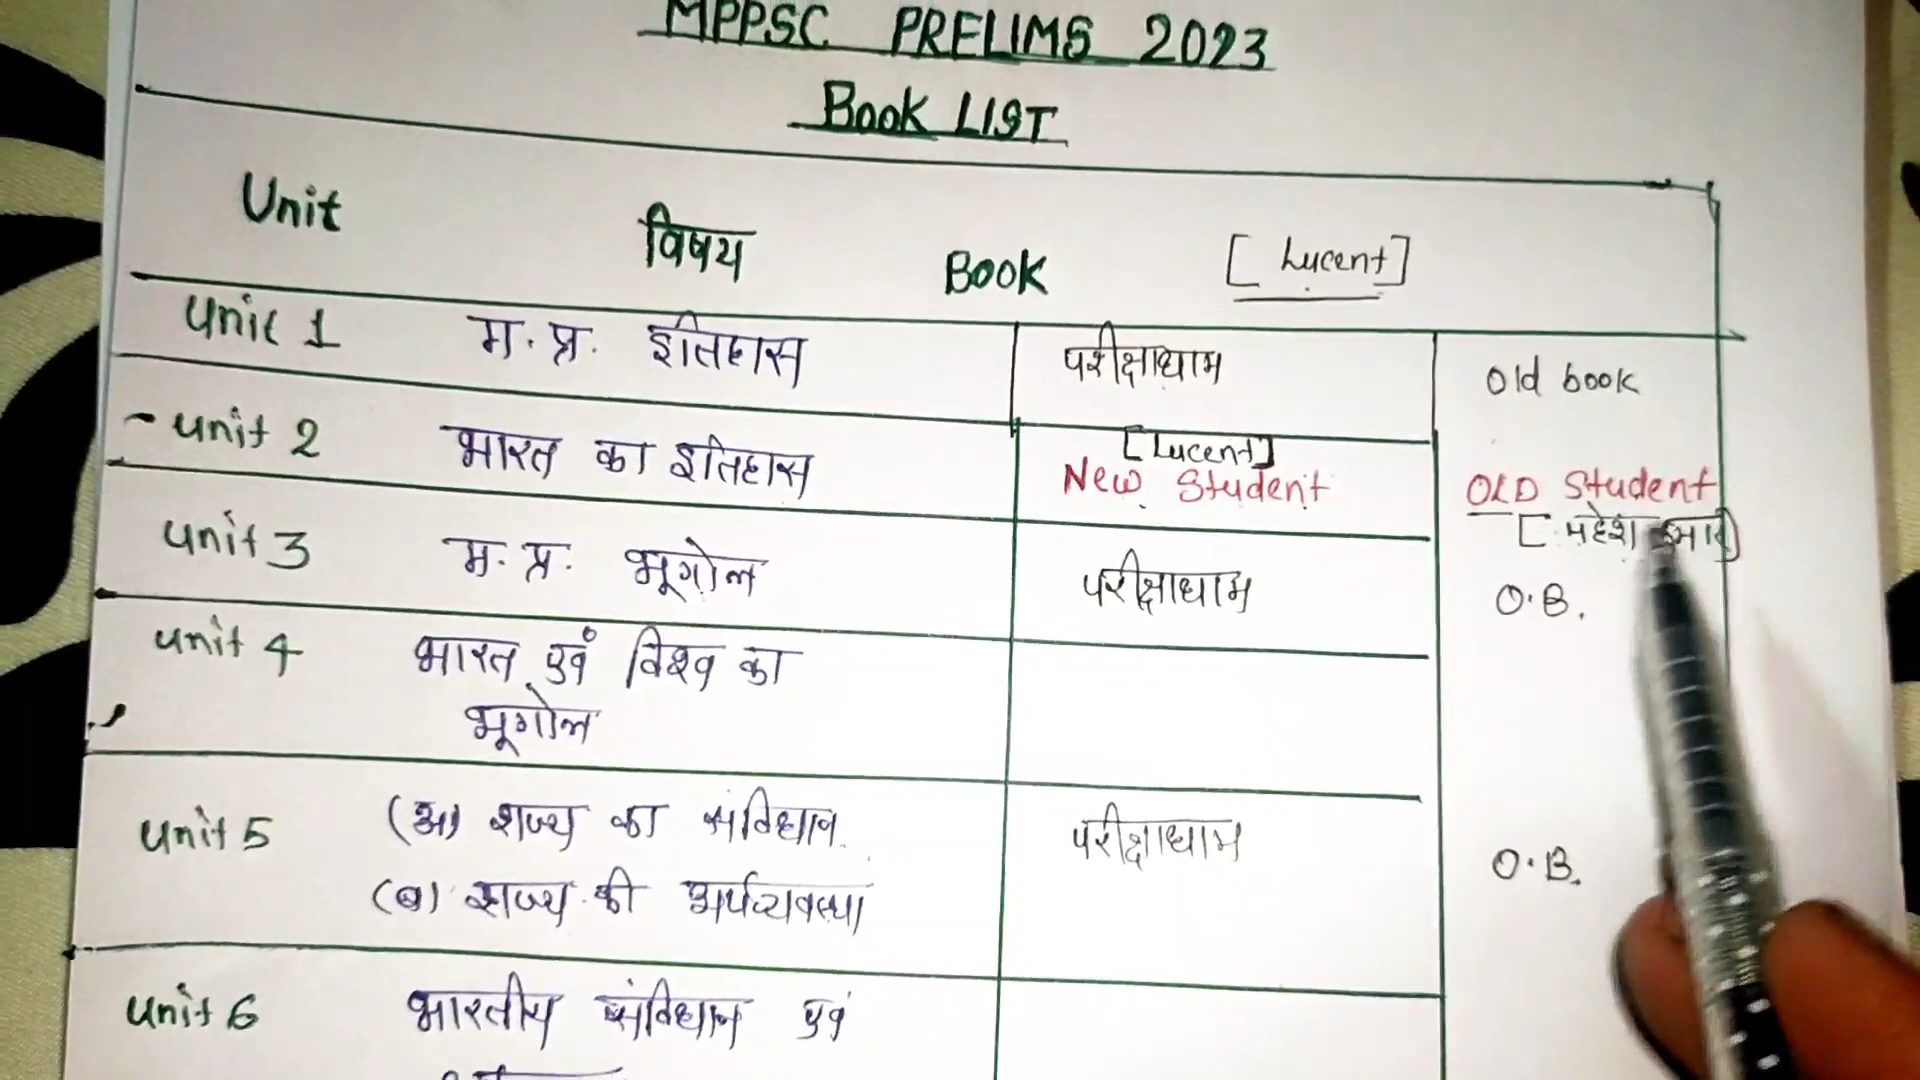 MPPSC PRELIMS 2023
Book LIST
Unit विषय Book [Lucent]
Unit 1 म.प्र. इतिहास परीक्षाधाम Old book
- unit 2 भारत का इतिहास [Lucent] New Student OLD Student
[महेश
unit 3 म.प्र. भूगोल परीक्षाधाम O.B.
unit 4 भारत एवं विश्व का
भूगोल
unit 5 (अ) राज्य का संविधान परीक्षाधाम O.B.
(ब) राज्य की अर्थव्यवस्था
unit 6 भारतीय संविधान एवं